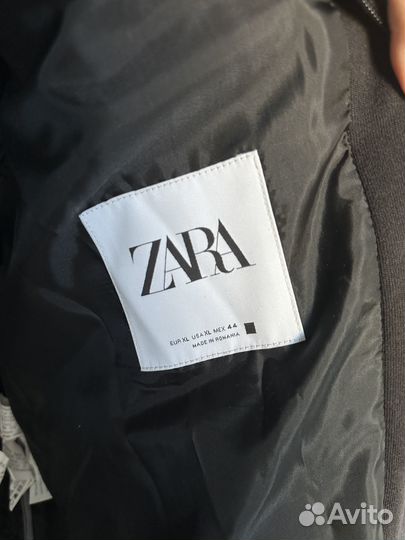 ZARA
EUR XL USA XL MEX 44
MADE IN ROMANIA
Avito